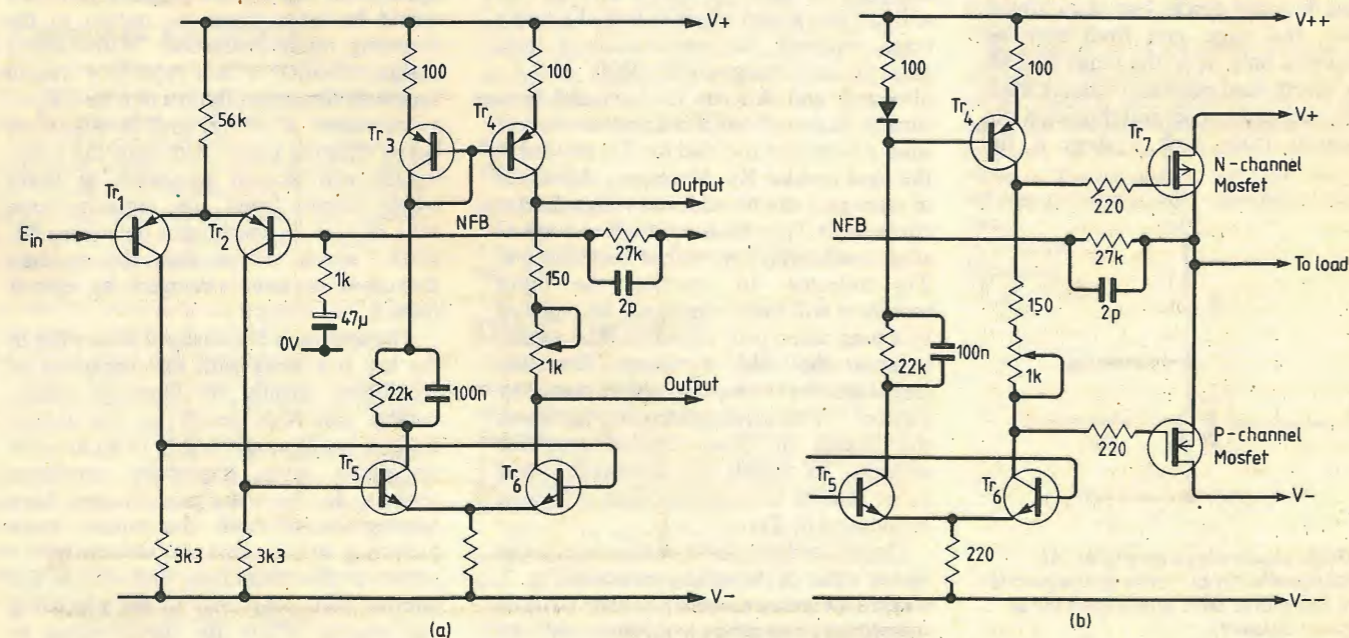 V+
100
100
56k
Tr3
Tr4
Output
Tr1
Tr2
NFB
Ein
27k
2p
1k
150
47µ
0V
1k
22k
100n
Output
Tr5
Tr6
3k3
3k3
V-
(a)
V++
100
100
V+
Tr4
Tr7
N-channel
Mosfet
220
NFB
27k
To load
2p
150
22k
100n
1k
220
P-channel
Mosfet
Tr5
Tr6
V-
220
V--
(b)